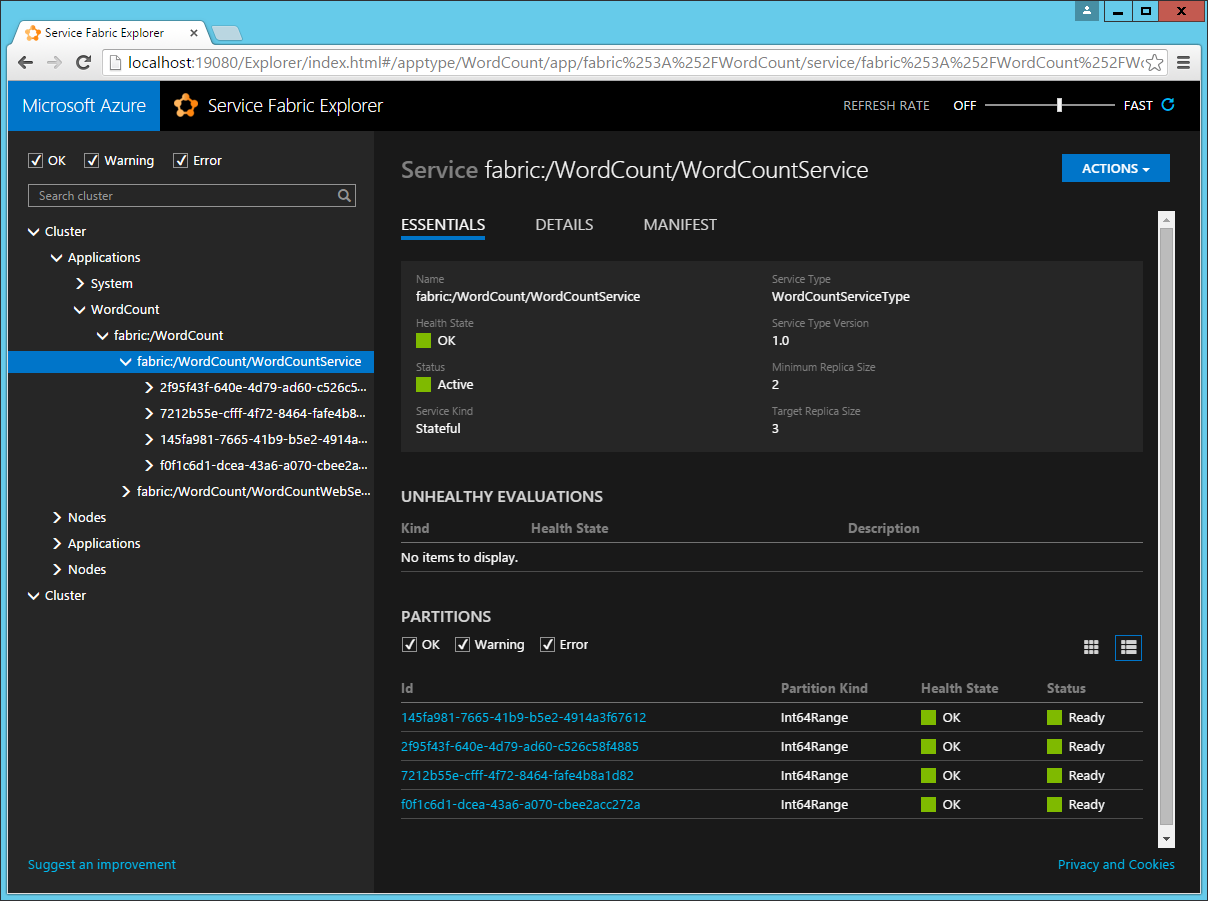 Service Fabric Explorer
localhost:19080/Explorer/index.html#/apptype/WordCount/app/fabric%253A%252FWordCount/service/fabric%253A%252FWordCount%252FWo
Microsoft Azure
Service Fabric Explorer
REFRESH RATE OFF FAST
OK Warning Error
Search cluster
Cluster
Applications
System
WordCount
fabric:/WordCount
fabric:/WordCount/WordCountService
2f95f43f-640e-4d79-ad60-c526c5...
7212b55e-cfff-4f72-8464-fafe4b8...
145fa981-7665-41b9-b5e2-4914a...
f0f1c6d1-dcea-43a6-a070-cbee2a...
fabric:/WordCount/WordCountWebSe...
Nodes
Applications
Nodes
Cluster
Suggest an improvement
Service fabric:/WordCount/WordCountService
ACTIONS
ESSENTIALS DETAILS MANIFEST
Name
fabric:/WordCount/WordCountService
Health State
OK
Status
Active
Service Kind
Stateful
Service Type
WordCountServiceType
Service Type Version
1.0
Minimum Replica Size
2
Target Replica Size
3
UNHEALTHY EVALUATIONS
Kind Health State Description
No items to display.
PARTITIONS
OK Warning Error
Id Partition Kind Health State Status
145fa981-7665-41b9-b5e2-4914a3f67612 Int64Range OK Ready
2f95f43f-640e-4d79-ad60-c526c58f4885 Int64Range OK Ready
7212b55e-cfff-4f72-8464-fafe4b8a1d82 Int64Range OK Ready
f0f1c6d1-dcea-43a6-a070-cbee2acc272a Int64Range OK Ready
Privacy and Cookies